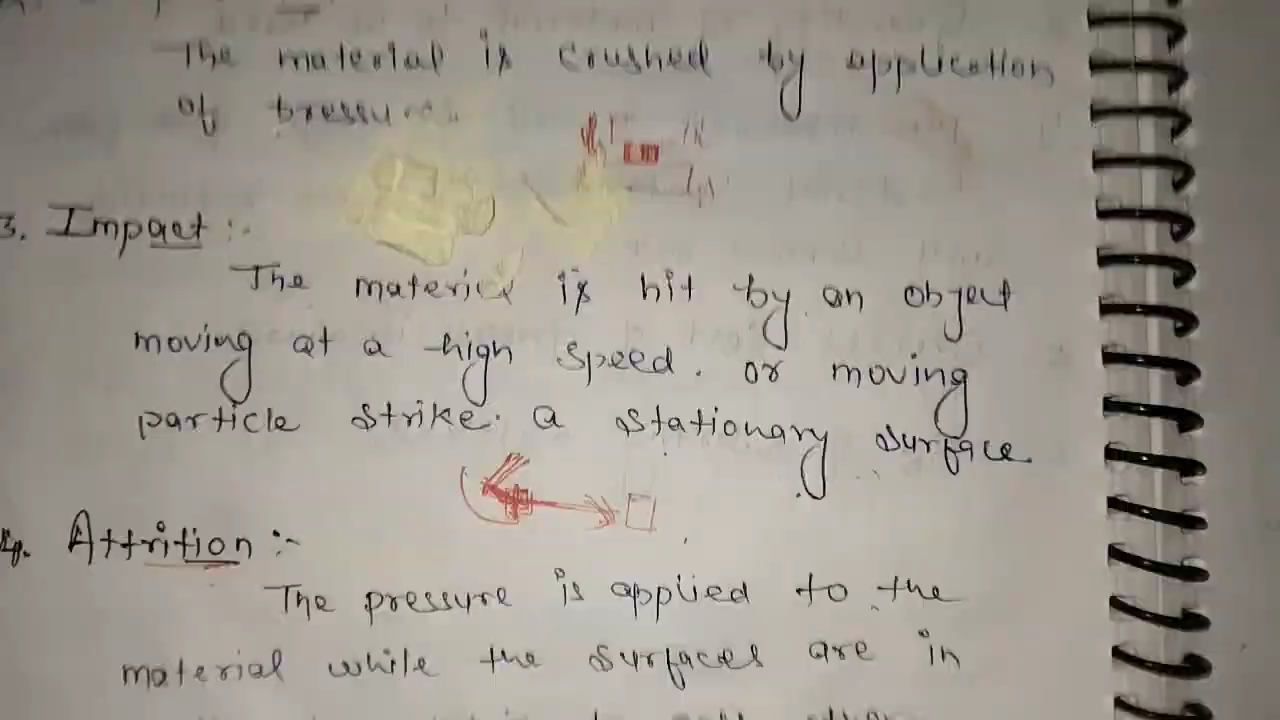 The material is crushed by application
of pressure
3. Impact :-
The material is hit by an object
moving at a high speed. or moving
particle strike a stationary surface
4. Attrition :-
The pressure is applied to the
material while the surfaces are in